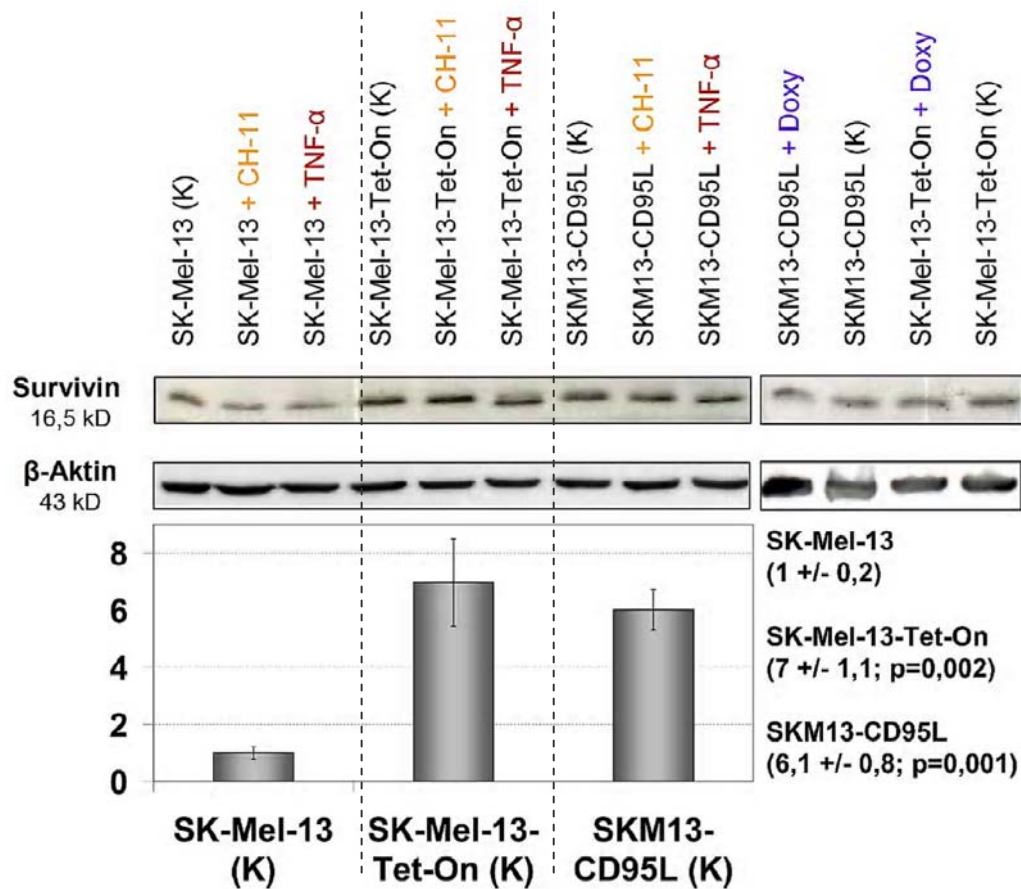 SK-Mel-13 (K)
SK-Mel-13 + CH-11
SK-Mel-13 + TNF-α
SK-Mel-13-Tet-On (K)
SK-Mel-13-Tet-On + CH-11
SK-Mel-13-Tet-On + TNF-α
SKM13-CD95L (K)
SKM13-CD95L + CH-11
SKM13-CD95L + TNF-α
SKM13-CD95L + Doxy
SKM13-CD95L (K)
SK-Mel-13-Tet-On + Doxy
SK-Mel-13-Tet-On (K)
Survivin
16,5 kD
β-Aktin
43 kD
8
6
4
2
0
SK-Mel-13
(K)
SK-Mel-13-
Tet-On (K)
SKM13-
CD95L (K)
SK-Mel-13
(1 +/- 0,2)
SK-Mel-13-Tet-On
(7 +/- 1,1; p=0,002)
SKM13-CD95L
(6,1 +/- 0,8; p=0,001)